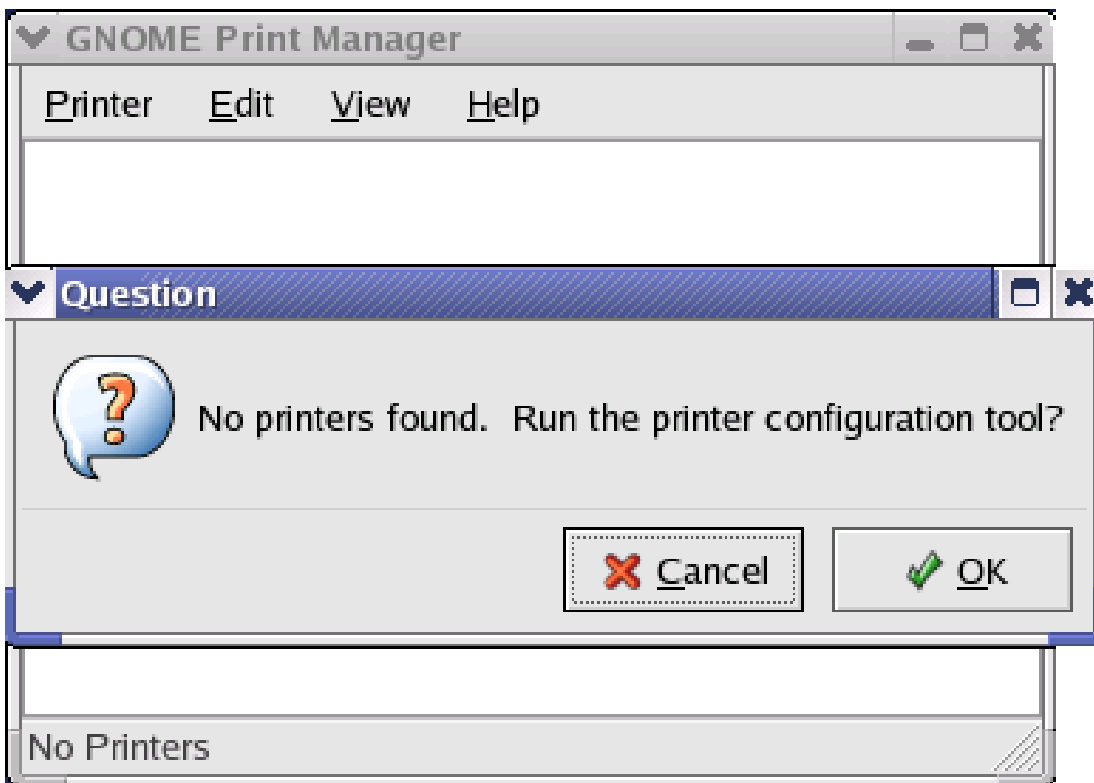 GNOME Print Manager
Printer Edit View Help
Question
?
No printers found. Run the printer configuration tool?
Cancel OK
No Printers